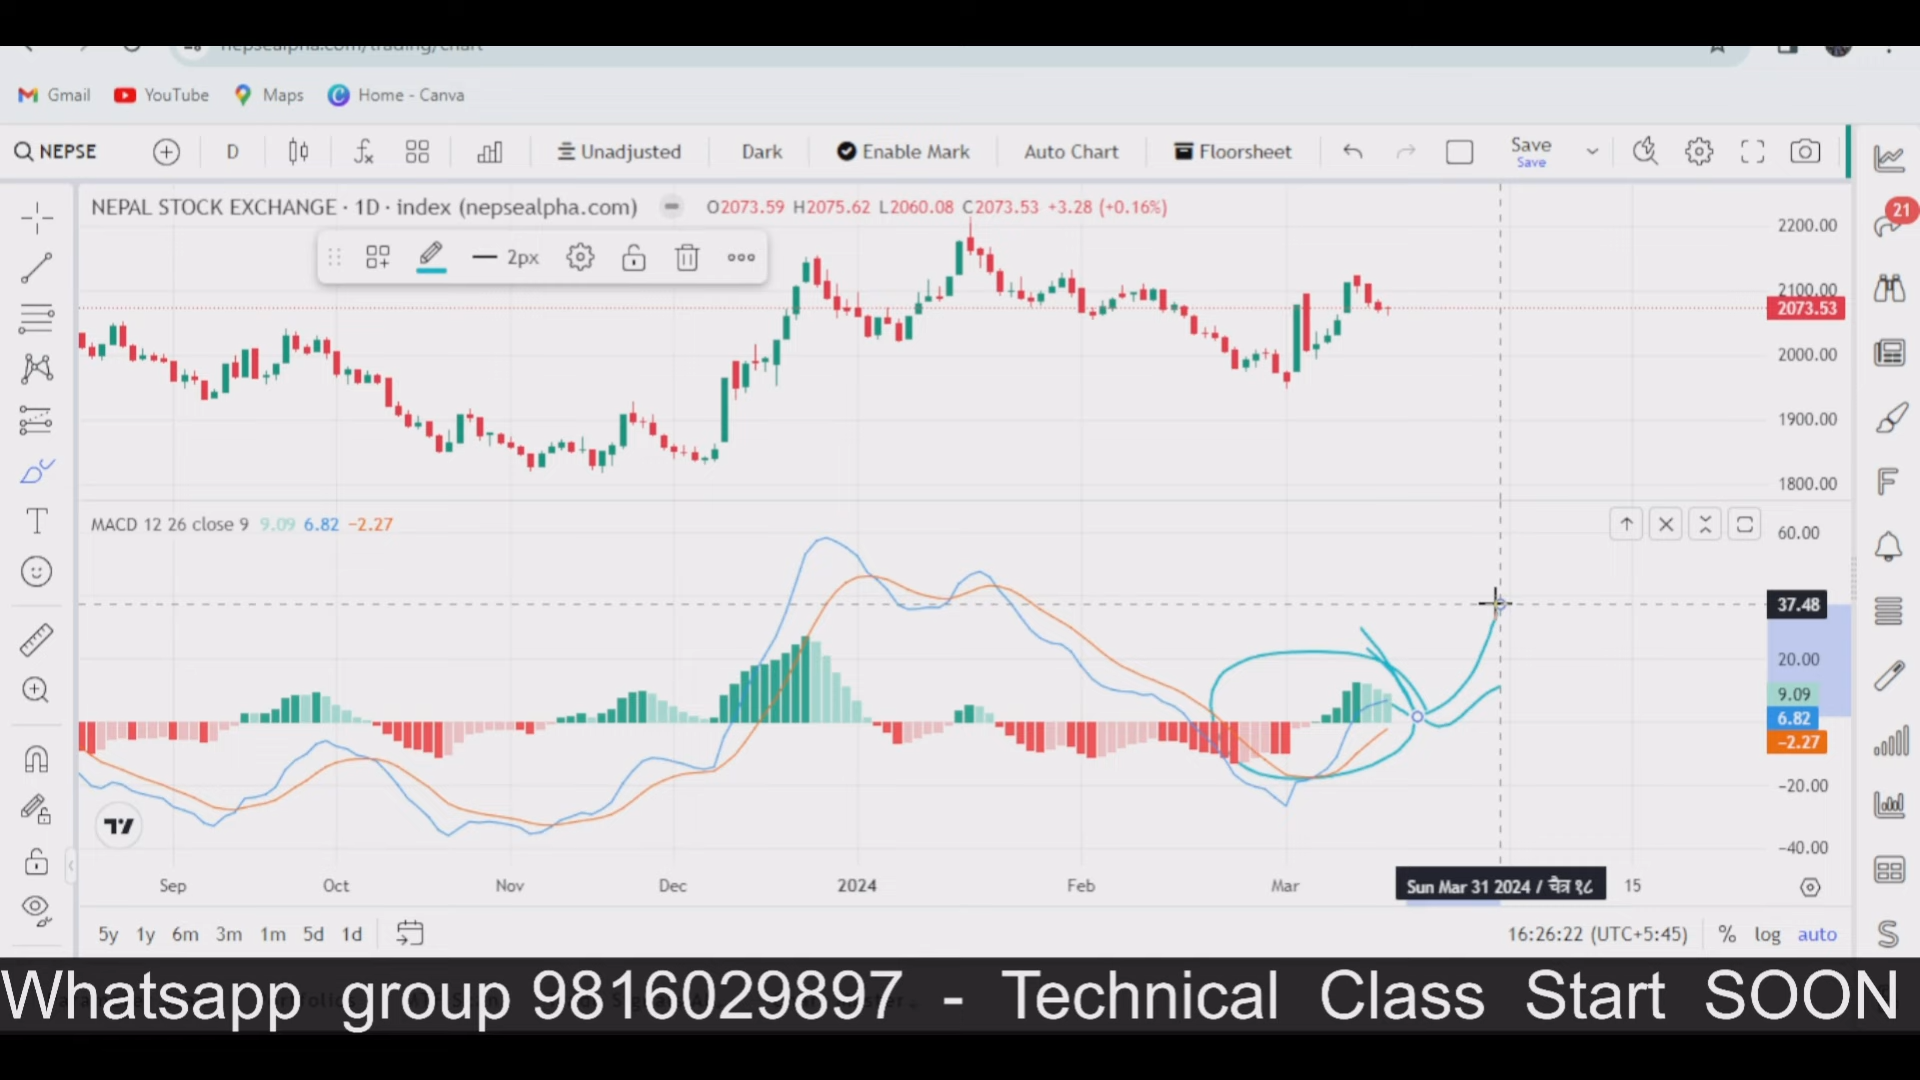 nepsealpha.com/trading/chart
Gmail YouTube Maps Home - Canva
NEPSE D Unadjusted Dark Enable Mark Auto Chart Floorsheet Save
Save
21
NEPAL STOCK EXCHANGE · 1D · index (nepsealpha.com) O2073.59 H2075.62 L2060.08 C2073.53 +3.28 (+0.16%)
2px
2200.00
2100.00
2073.53
2000.00
1900.00
1800.00
MACD 12 26 close 9 9.09 6.82 −2.27
60.00
37.48
20.00
9.09
6.82
−2.27
−20.00
−40.00
Sep Oct Nov Dec 2024 Feb Mar Sun Mar 31 2024 / चैत्र १८ 15
5y 1y 6m 3m 1m 5d 1d 16:26:22 (UTC+5:45) % log auto
Whatsapp group 9816029897 - Technical Class Start SOON